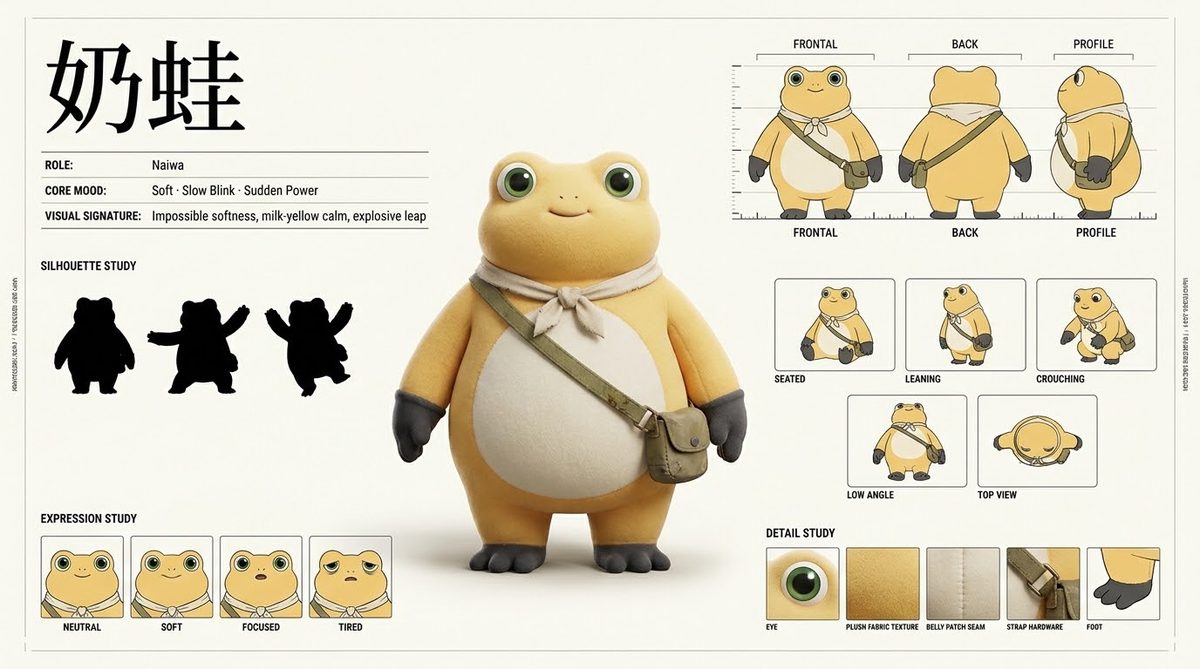 奶蛙
ROLE: Naiwa
CORE MOOD: Soft · Slow Blink · Sudden Power
VISUAL SIGNATURE: Impossible softness, milk-yellow calm, explosive leap
SILHOUETTE STUDY
EXPRESSION STUDY
NEUTRAL SOFT FOCUSED TIRED
FRONTAL BACK PROFILE
FRONTAL BACK PROFILE
SEATED LEANING CROUCHING
LOW ANGLE TOP VIEW
DETAIL STUDY
EYE PLUSH FABRIC TEXTURE BELLY PATCH SEAM STRAP HARDWARE FOOT